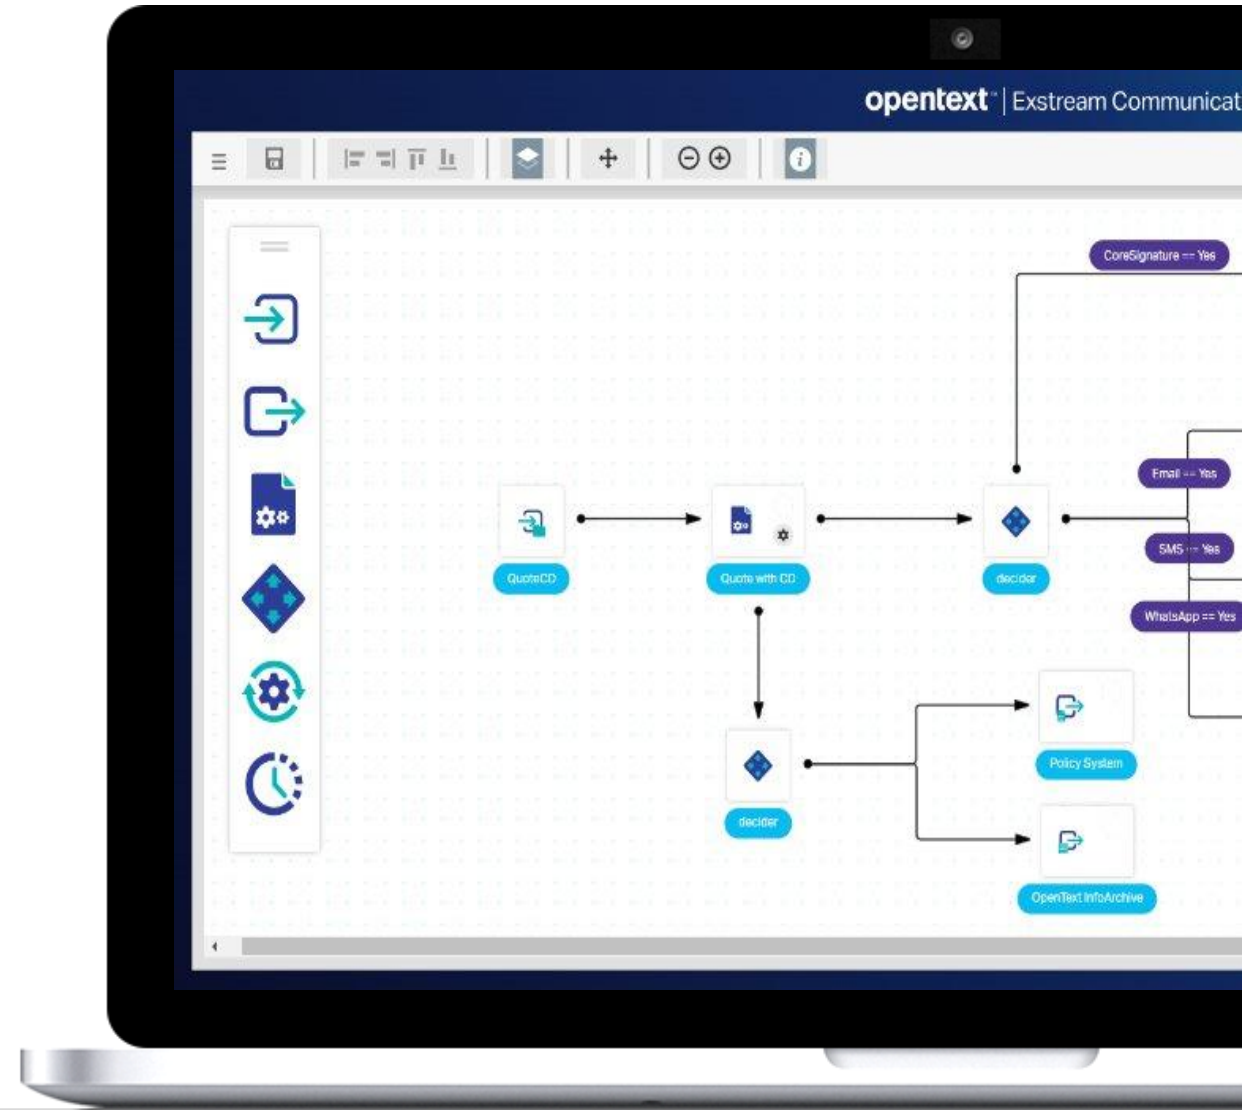 opentext™ | Exstream Communicat
CoreSignature == Yes
Email == Yes
SMS == Yes
WhatsApp == Yes
QuoteCD
Quote with CD
decider
Policy System
decider
OpenText InfoArchive